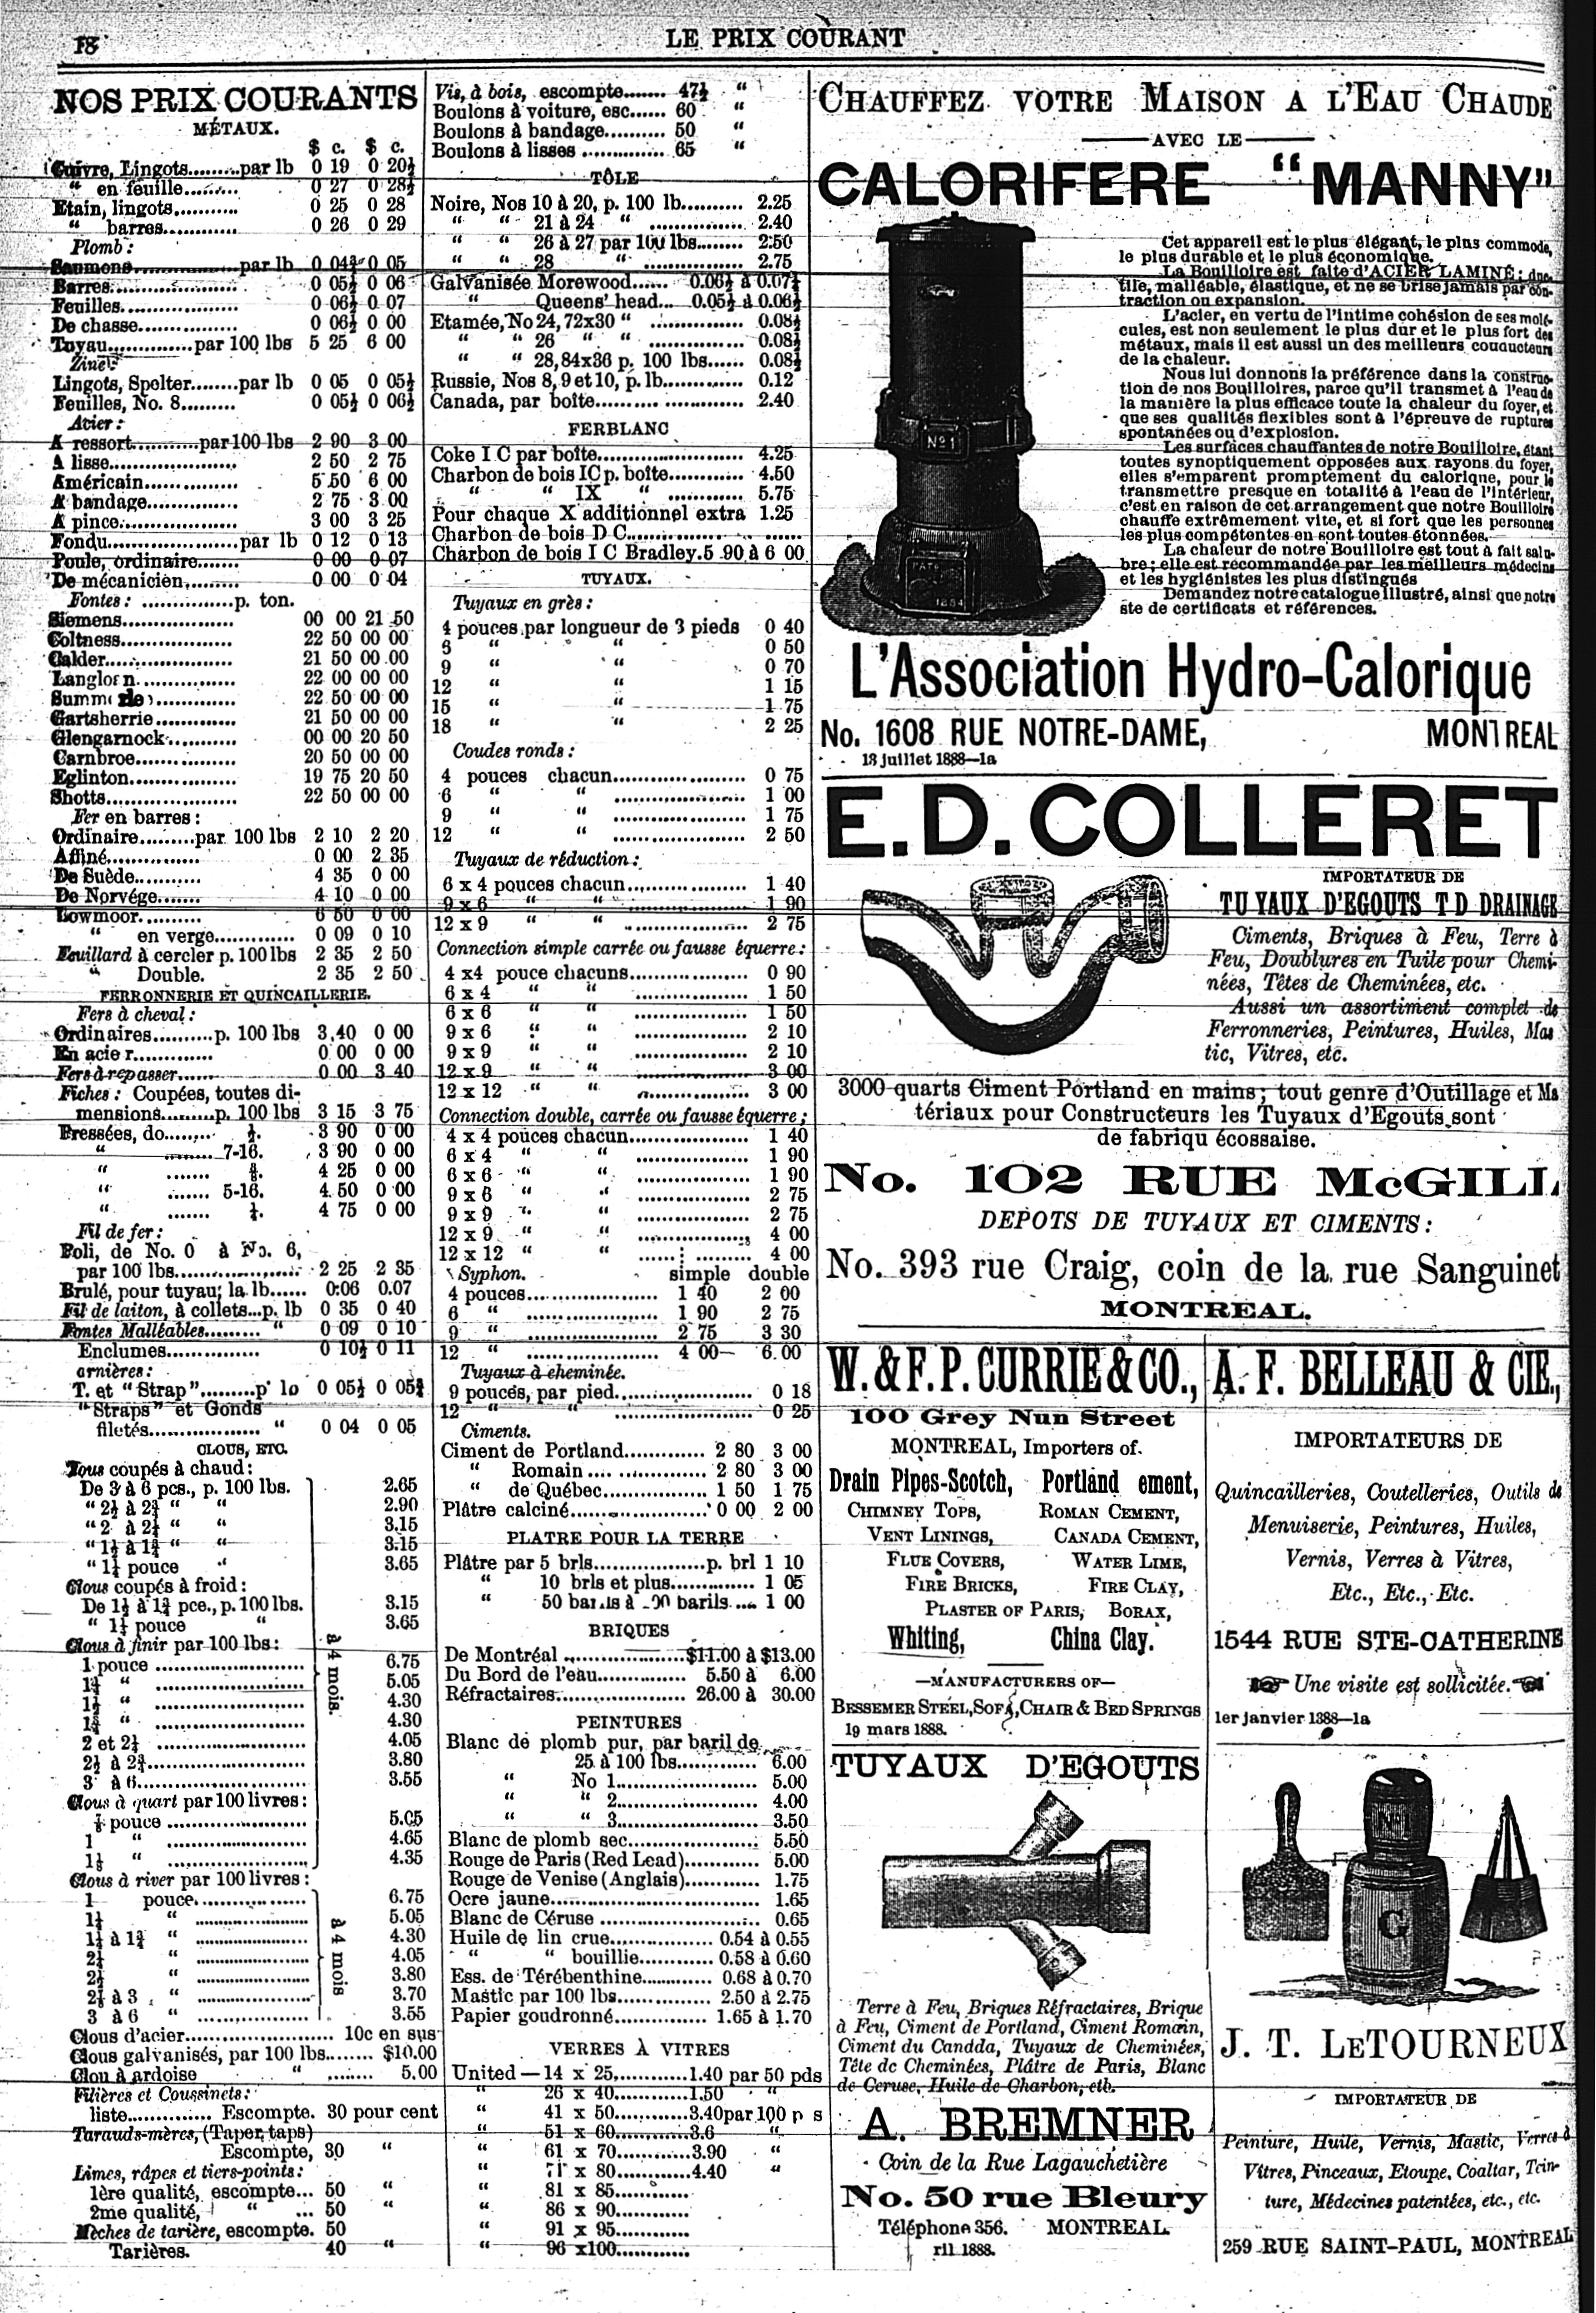 18
LE PRIX COURANT
NOS PRIX COURANTS
MÉTAUX.
$ c. $ c.
Cuivre, Lingots.........par lb 0 19 0 20½
“ en feuille......... 0 27 0 28½
Etain, lingots........... 0 25 0 28
“ barres............. 0 26 0 29
Plomb :
Saumons..............par lb 0 04¾ 0 05
Barres.................... 0 05½ 0 06
Feuilles................... 0 06½ 0 07
De chasse............... 0 06½ 0 00
Tuyau.............par 100 lbs 5 25 6 00
Zinc :
Lingots, Spelter........par lb 0 05 0 05½
Feuilles, No. 8......... 0 05½ 0 06½
Acier :
A ressort..........par 100 lbs 2 90 3 00
A lisse.................... 2 50 2 75
Américain............... 5 50 6 00
A bandage............... 2 75 3 00
A pince.................. 3 00 3 25
Fondu....................par lb 0 12 0 13
Poule, ordinaire....... 0 00 0 07
De mécanicien......... 0 00 0 04
Fontes : ..............p. ton.
Siemens.................. 00 00 21 50
Coltness.................. 22 50 00 00
Calder.................... 21 50 00 00
Langloan............... 22 00 00 00
Summerlee............. 22 50 00 00
Gartsherrie............. 21 50 00 00
Glengarnock........... 00 00 20 50
Carnbroe................ 20 50 00 00
Eglinton................. 19 75 20 50
Shotts.................... 22 50 00 00
Fer en barres :
Ordinaire.........par 100 lbs 2 10 2 20
Affiné............... 0 00 2 35
De Suède........... 4 35 0 00
De Norvége....... 4 10 0 00
Lowmoor.......... 6 50 0 00
“ en verge............. 0 09 0 10
Feuillard à cercler p. 100 lbs 2 35 2 50
“ Double. 2 35 2 50
FERRONNERIE ET QUINCAILLERIE.
Fers à cheval :
Ordinaires..........p. 100 lbs 3.40 0 00
En acier............. 0 00 0 00
Fers à repasser...... 0 00 3 40
Fiches : Coupées, toutes di-
mensions.........p. 100 lbs 3 15 3 75
Pressées, do........ ½. 3 90 0 00
“ ......... 7-16. 3 90 0 00
“ ....... ⅜. 4 25 0 00
“ ....... 5-16. 4 50 0 00
“ ....... ¼. 4 75 0 00
Fil de fer :
Poli, de No. 0 à No. 6,
par 100 lbs.................. 2 25 2 35
Brulé, pour tuyau; la lb...... 0:06 0.07
Fil de laiton, à collets...p. lb 0 35 0 40
Fontes Malléables......... “ 0 09 0 10
Enclumes............... 0 10½ 0 11
arnières :
T. et “ Strap ”.........p' lb 0 05½ 0 05¾
“ Straps ” et Gonds
filetés.................. “ 0 04 0 05
CLOUS, ETC.
Tous coupés à chaud :
De 3 à 6 pcs., p. 100 lbs. 2.65
“ 2½ à 2¾ “ “ 2.90
“ 2 à 2¼ “ “ 3.15
“ 1½ à 1¾ “ “ 3.15
“ 1¼ pouce “ 3.65
Clous coupés à froid :
De 1½ à 1¾ pce., p. 100 lbs. 3.15
“ 1¼ pouce “ 3.65
Clous à finir par 100 lbs :
1 pouce ......................... 6.75
1¼ “ ......................... 5.05
1½ “ ......................... 4.30
1¾ “ ......................... 4.30
2 et 2¼ ......................... 4.05
2½ à 2¾......................... 3.80
3 à 6............................. 3.55
à 4 mois.
Clous à quart par 100 livres :
⅞ pouce ........................ 5.05
1 “ ........................ 4.65
1¼ “ ........................ 4.35
Clous à river par 100 livres :
1 pouce.................. 6.75
1¼ “ ................... 5.05
1½ à 1¾ “ ................... 4.30
2¼ “ ................... 4.05
2½ “ ................... 3.80
2½ à 3 “ ................... 3.70
3 à 6 “ ................... 3.55
à 4 mois
Clous d'acier......................... 10c en sus
Clous galvanisés, par 100 lbs....... $10.00
Clou à ardoise “ ........ 5.00
Filières et Coussinets :
liste............. Escompte. 30 pour cent
Tarauds-mères, (Taper taps)
Escompte, 30 “
Limes, râpes et tiers-points :
1ère qualité, escompte... 50 “
2me qualité, “ ... 50 “
Mèches de tarière, escompte. 50
Tarières. 40 “
Vis, à bois, escompte....... 47½ “
Boulons à voiture, esc...... 60 “
Boulons à bandage.......... 50 “
Boulons à lisses .............. 65 “
TÔLE
Noire, Nos 10 à 20, p. 100 lb.......... 2.25
“ “ 21 à 24 “ ................ 2.40
“ “ 26 à 27 par 100 lbs........ 2:50
“ “ 28 “ ................ 2.75
Galvanisée Morewood...... 0.06½ à 0.07½
“ Queens' head... 0.05½ à 0.06½
Etamée, No 24, 72x30 “ ................ 0.08½
“ “ 26 “ “ ................ 0.08½
“ “ 28, 84x36 p. 100 lbs...... 0.08½
Russie, Nos 8, 9 et 10, p. lb............. 0.12
Canada, par boîte......................... 2.40
FERBLANC
Coke I C par boîte........................ 4.25
Charbon de bois IC p. boîte........... 4.50
“ “ IX “ ........... 5.75
Pour chaque X additionnel extra 1.25
Charbon de bois D C....................
Charbon de bois I C Bradley.5 .90 à 6 00
TUYAUX.
Tuyaux en grès :
4 pouces par longueur de 3 pieds 0 40
6 “ “ 0 50
9 “ “ 0 70
12 “ “ 1 15
15 “ “ 1 75
18 “ “ 2 25
Coudes ronds :
4 pouces chacun........................ 0 75
6 “ “ ........................ 1 00
9 “ “ ........................ 1 75
12 “ “ ........................ 2 50
Tuyaux de réduction :
6 x 4 pouces chacun...................... 1 40
9 x 6 “ “ ...................... 1 90
12 x 9 “ “ ...................... 2 75
Connection simple carrée ou fausse équerre :
4 x4 pouce chacuns..................... 0 90
6 x 4 “ “ .................... 1 50
6 x 6 “ “ .................... 1 50
9 x 6 “ “ .................... 2 10
9 x 9 “ “ .................... 2 10
12 x 9 “ “ .................... 3 00
12 x 12 “ “ .................... 3 00
Connection double, carrée ou fausse équerre ;
4 x 4 pouces chacun..................... 1 40
6 x 4 “ “ .................... 1 90
6 x 6 “ “ .................... 1 90
9 x 6 “ “ .................... 2 75
9 x 9 “ “ .................... 2 75
12 x 9 “ “ .................... 4 00
12 x 12 “ “ .................... 4 00
Syphon. simple double
4 pouces........................ 1 40 2 00
6 “ ........................ 1 90 2 75
9 “ ........................ 2 75 3 30
12 “ ........................ 4 00 6.00
Tuyaux à cheminée.
9 pouces, par pied........................ 0 18
12 “ “ ........................ 0 25
Ciments.
Ciment de Portland.............. 2 80 3 00
“ Romain .................. 2 80 3 00
“ de Québec................ 1 50 1 75
Plâtre calciné...................... 0 00 2 00
PLATRE POUR LA TERRE
Plâtre par 5 brls....................p. brl 1 10
“ 10 brls et plus.............. 1 05
“ 50 barils à barils .... 1 00
BRIQUES
De Montréal ......................$11.00 à $13.00
Du Bord de l'eau............... 5.50 à 6.00
Réfractaires..................... 26.00 à 30.00
PEINTURES
Blanc de plomb pur, par baril de
25 à 100 lbs............. 6.00
“ No 1....................... 5.00
“ “ 2....................... 4.00
“ “ 3....................... 3.50
Blanc de plomb sec...................... 5.50
Rouge de Paris (Red Lead)............ 5.00
Rouge de Venise (Anglais)............ 1.75
Ocre jaune................................. 1.65
Blanc de Céruse .......................... 0.65
Huile de lin crue.................. 0.54 à 0.55
“ “ bouillie............. 0.58 à 0.60
Ess. de Térébenthine............ 0.68 à 0.70
Mastic par 100 lbs................ 2.50 à 2.75
Papier goudronné................ 1.65 à 1.70
VERRES À VITRES
United — 14 x 25............1.40 par 50 pds
“ 26 x 40............1.50 “
“ 41 x 50............3.40 par 100 p s
“ 51 x 60............3.6 “
“ 61 x 70............3.90 “
“ 71 x 80............4.40 “
“ 81 x 85............
“ 86 x 90............
“ 91 x 95............
“ 96 x100............
CHAUFFEZ VOTRE MAISON A L'EAU CHAUDE
AVEC LE
CALORIFERE “MANNY”
Cet appareil est le plus élégant, le plus commode,
le plus durable et le plus économique.
La Bouilloire est faite d'ACIER LAMINÉ ; duc-
tile, malléable, élastique, et ne se brise jamais par con-
traction ou expansion.
L'acier, en vertu de l'intime cohésion de ses molé-
cules, est non seulement le plus dur et le plus fort des
métaux, mais il est aussi un des meilleurs conducteurs
de la chaleur.
Nous lui donnons la préférence dans la construc-
tion de nos Bouilloires, parce qu'il transmet à l'eau de
la manière la plus efficace toute la chaleur du foyer, et
que ses qualités flexibles sont à l'épreuve de ruptures
spontanées ou d'explosion.
Les surfaces chauffantes de notre Bouilloire, étant
toutes synoptiquement opposées aux rayons du foyer,
elles s'emparent promptement du calorique, pour le
transmettre presque en totalité à l'eau de l'intérieur,
c'est en raison de cet arrangement que notre Bouilloire
chauffe extrêmement vite, et si fort que les personnes
les plus compétentes en sont toutes étonnées.
La chaleur de notre Bouilloire est tout à fait salu-
bre ; elle est recommandée par les meilleurs médecins
et les hygiénistes les plus distingués
Demandez notre catalogue illustré, ainsi que notre
ste de certificats et références.
No 1
PATD
1884
L'Association Hydro-Calorique
No. 1608 RUE NOTRE-DAME, MONTREAL
13 Juillet 1888—1a
E. D. COLLERET
IMPORTATEUR DE
TUYAUX D'EGOUTS T D DRAINAGE
Ciments, Briques à Feu, Terre à
Feu, Doublures en Tuile pour Chemi-
nées, Têtes de Cheminées, etc.
Aussi un assortiment complet de
Ferronneries, Peintures, Huiles, Mas
tic, Vitres, etc.
3000 quarts Ciment Portland en mains ; tout genre d'Outillage et Ma
tériaux pour Constructeurs les Tuyaux d'Egouts sont
de fabriqu écossaise.
No. 102 RUE McGILL
DEPOTS DE TUYAUX ET CIMENTS :
No. 393 rue Craig, coin de la rue Sanguinet
MONTREAL.
W. & F. P. CURRIE & CO.,
100 Grey Nun Street
MONTREAL, Importers of.
Drain Pipes-Scotch, Portland ement,
CHIMNEY TOPS, ROMAN CEMENT,
VENT LININGS, CANADA CEMENT,
FLUE COVERS, WATER LIME,
FIRE BRICKS, FIRE CLAY,
PLASTER OF PARIS, BORAX,
Whiting, China Clay.
—MANUFACTURERS OF—
BESSEMER STEEL, SOFA, CHAIR & BED SPRINGS
19 mars 1888.
A. F. BELLEAU & CIE.,
IMPORTATEURS DE
Quincailleries, Coutelleries, Outils de
Menuiserie, Peintures, Huiles,
Vernis, Verres à Vitres,
Etc., Etc., Etc.
1544 RUE STE-CATHERINE
Une visite est sollicitée.
1er janvier 1888—1a
TUYAUX D'EGOUTS
Terre à Feu, Briques Réfractaires, Brique
à Feu, Ciment de Portland, Ciment Romain,
Ciment du Candda, Tuyaux de Cheminées,
Tête de Cheminées, Plâtre de Paris, Blanc
de Ceruse, Huile de Charbon, etb.
A. BREMNER
Coin de la Rue Lagauchetière
No. 50 rue Bleury
Téléphone 356. MONTREAL.
ril 1888.
No 1
G
J. T. LETOURNEUX
IMPORTATEUR DE
Peinture, Huile, Vernis, Mastic, Verres à
Vitres, Pinceaux, Etoupe, Coaltar, Tein-
ture, Médecines patentées, etc., etc.
259 RUE SAINT-PAUL, MONTREAL